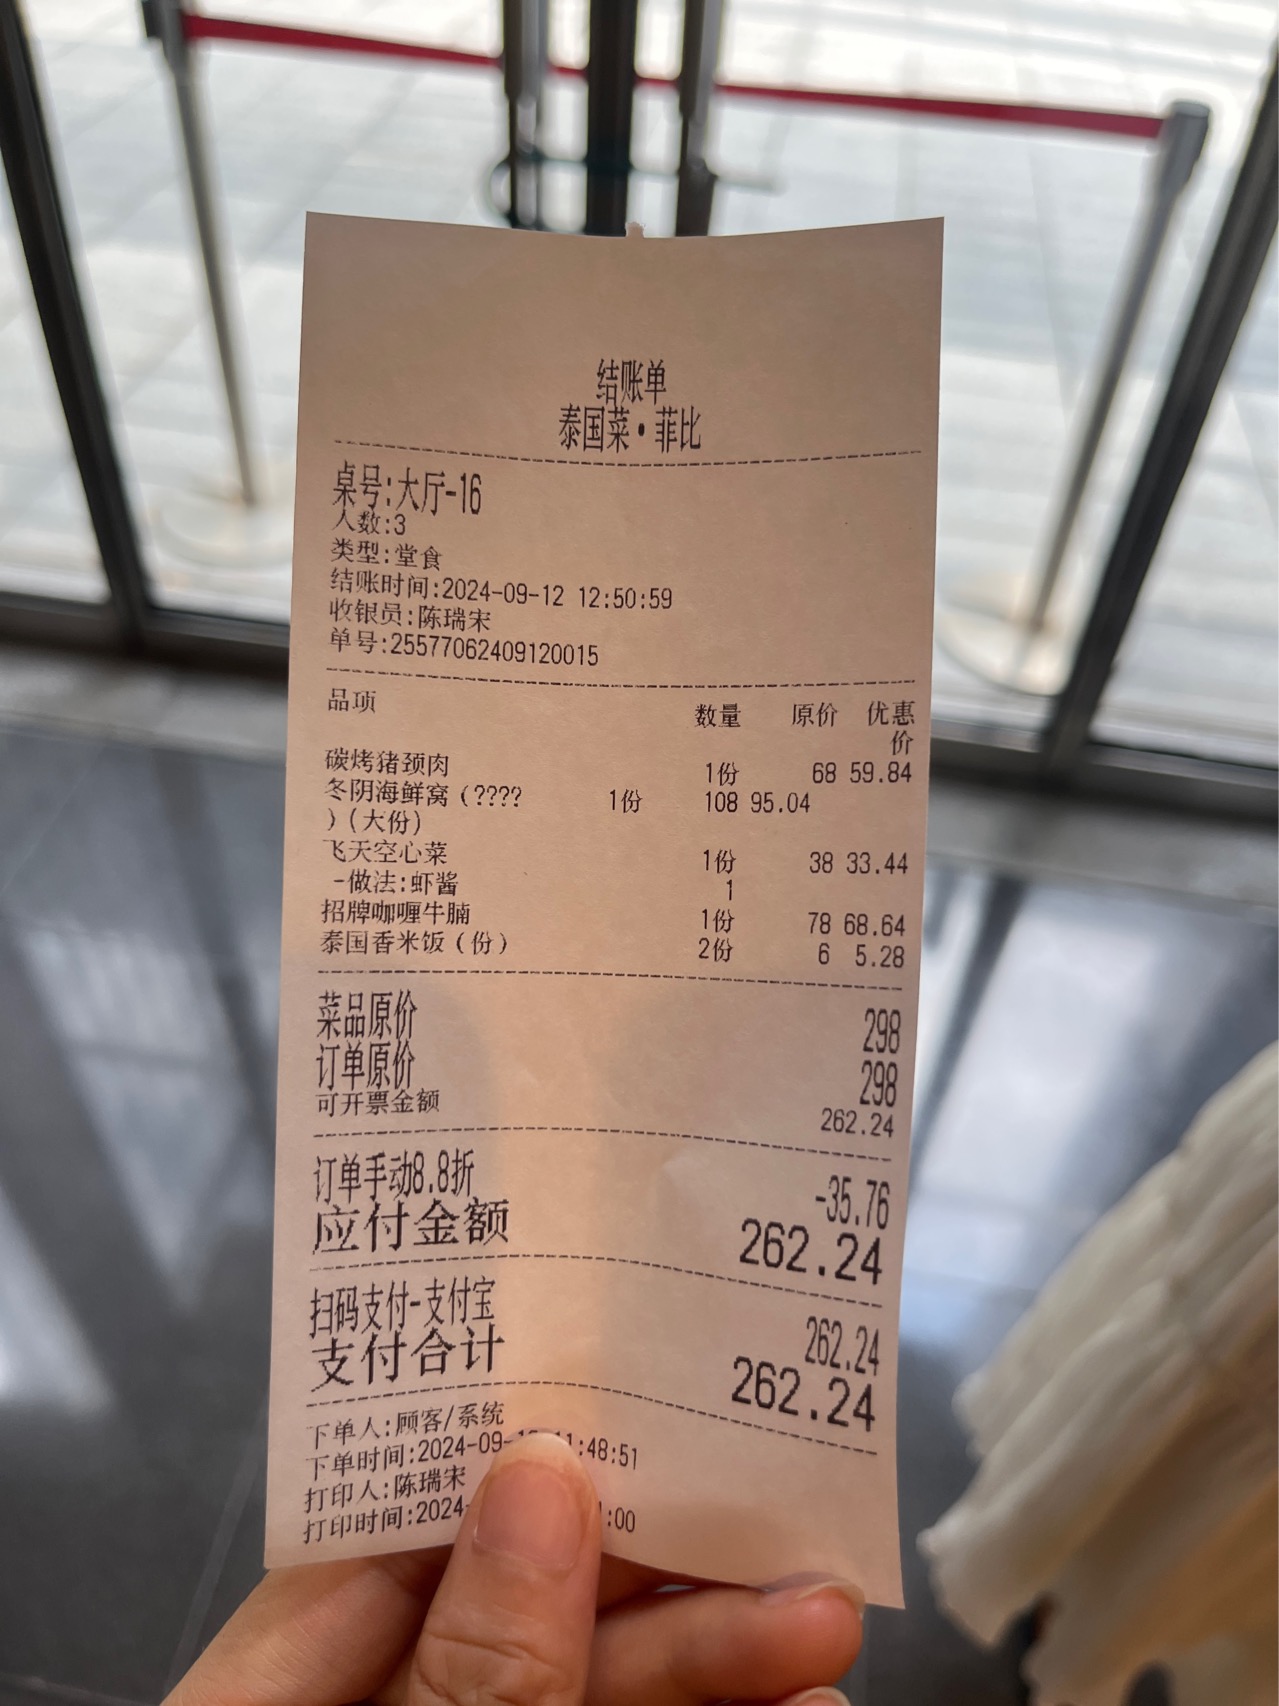 结账单
泰国菜•菲比
桌号:大厅-16
人数:3
类型:堂食
结账时间:2024-09-12 12:50:59
收银员:陈瑞宋
单号:25577062409120015
品项 数量 原价 优惠
价
碳烤猪颈肉 1份 68 59.84
冬阴海鲜窝(???? 1份 108 95.04
)(大份)
飞天空心菜 1份 38 33.44
-做法:虾酱 1
招牌咖喱牛腩 1份 78 68.64
泰国香米饭(份) 2份 6 5.28
菜品原价 298
订单原价 298
可开票金额 262.24
订单手动8.8折 -35.76
应付金额 262.24
扫码支付-支付宝 262.24
支付合计 262.24
下单人:顾客/系统
下单时间:2024-09- 11:48:51
打印人:陈瑞宋
打印时间:2024- :00